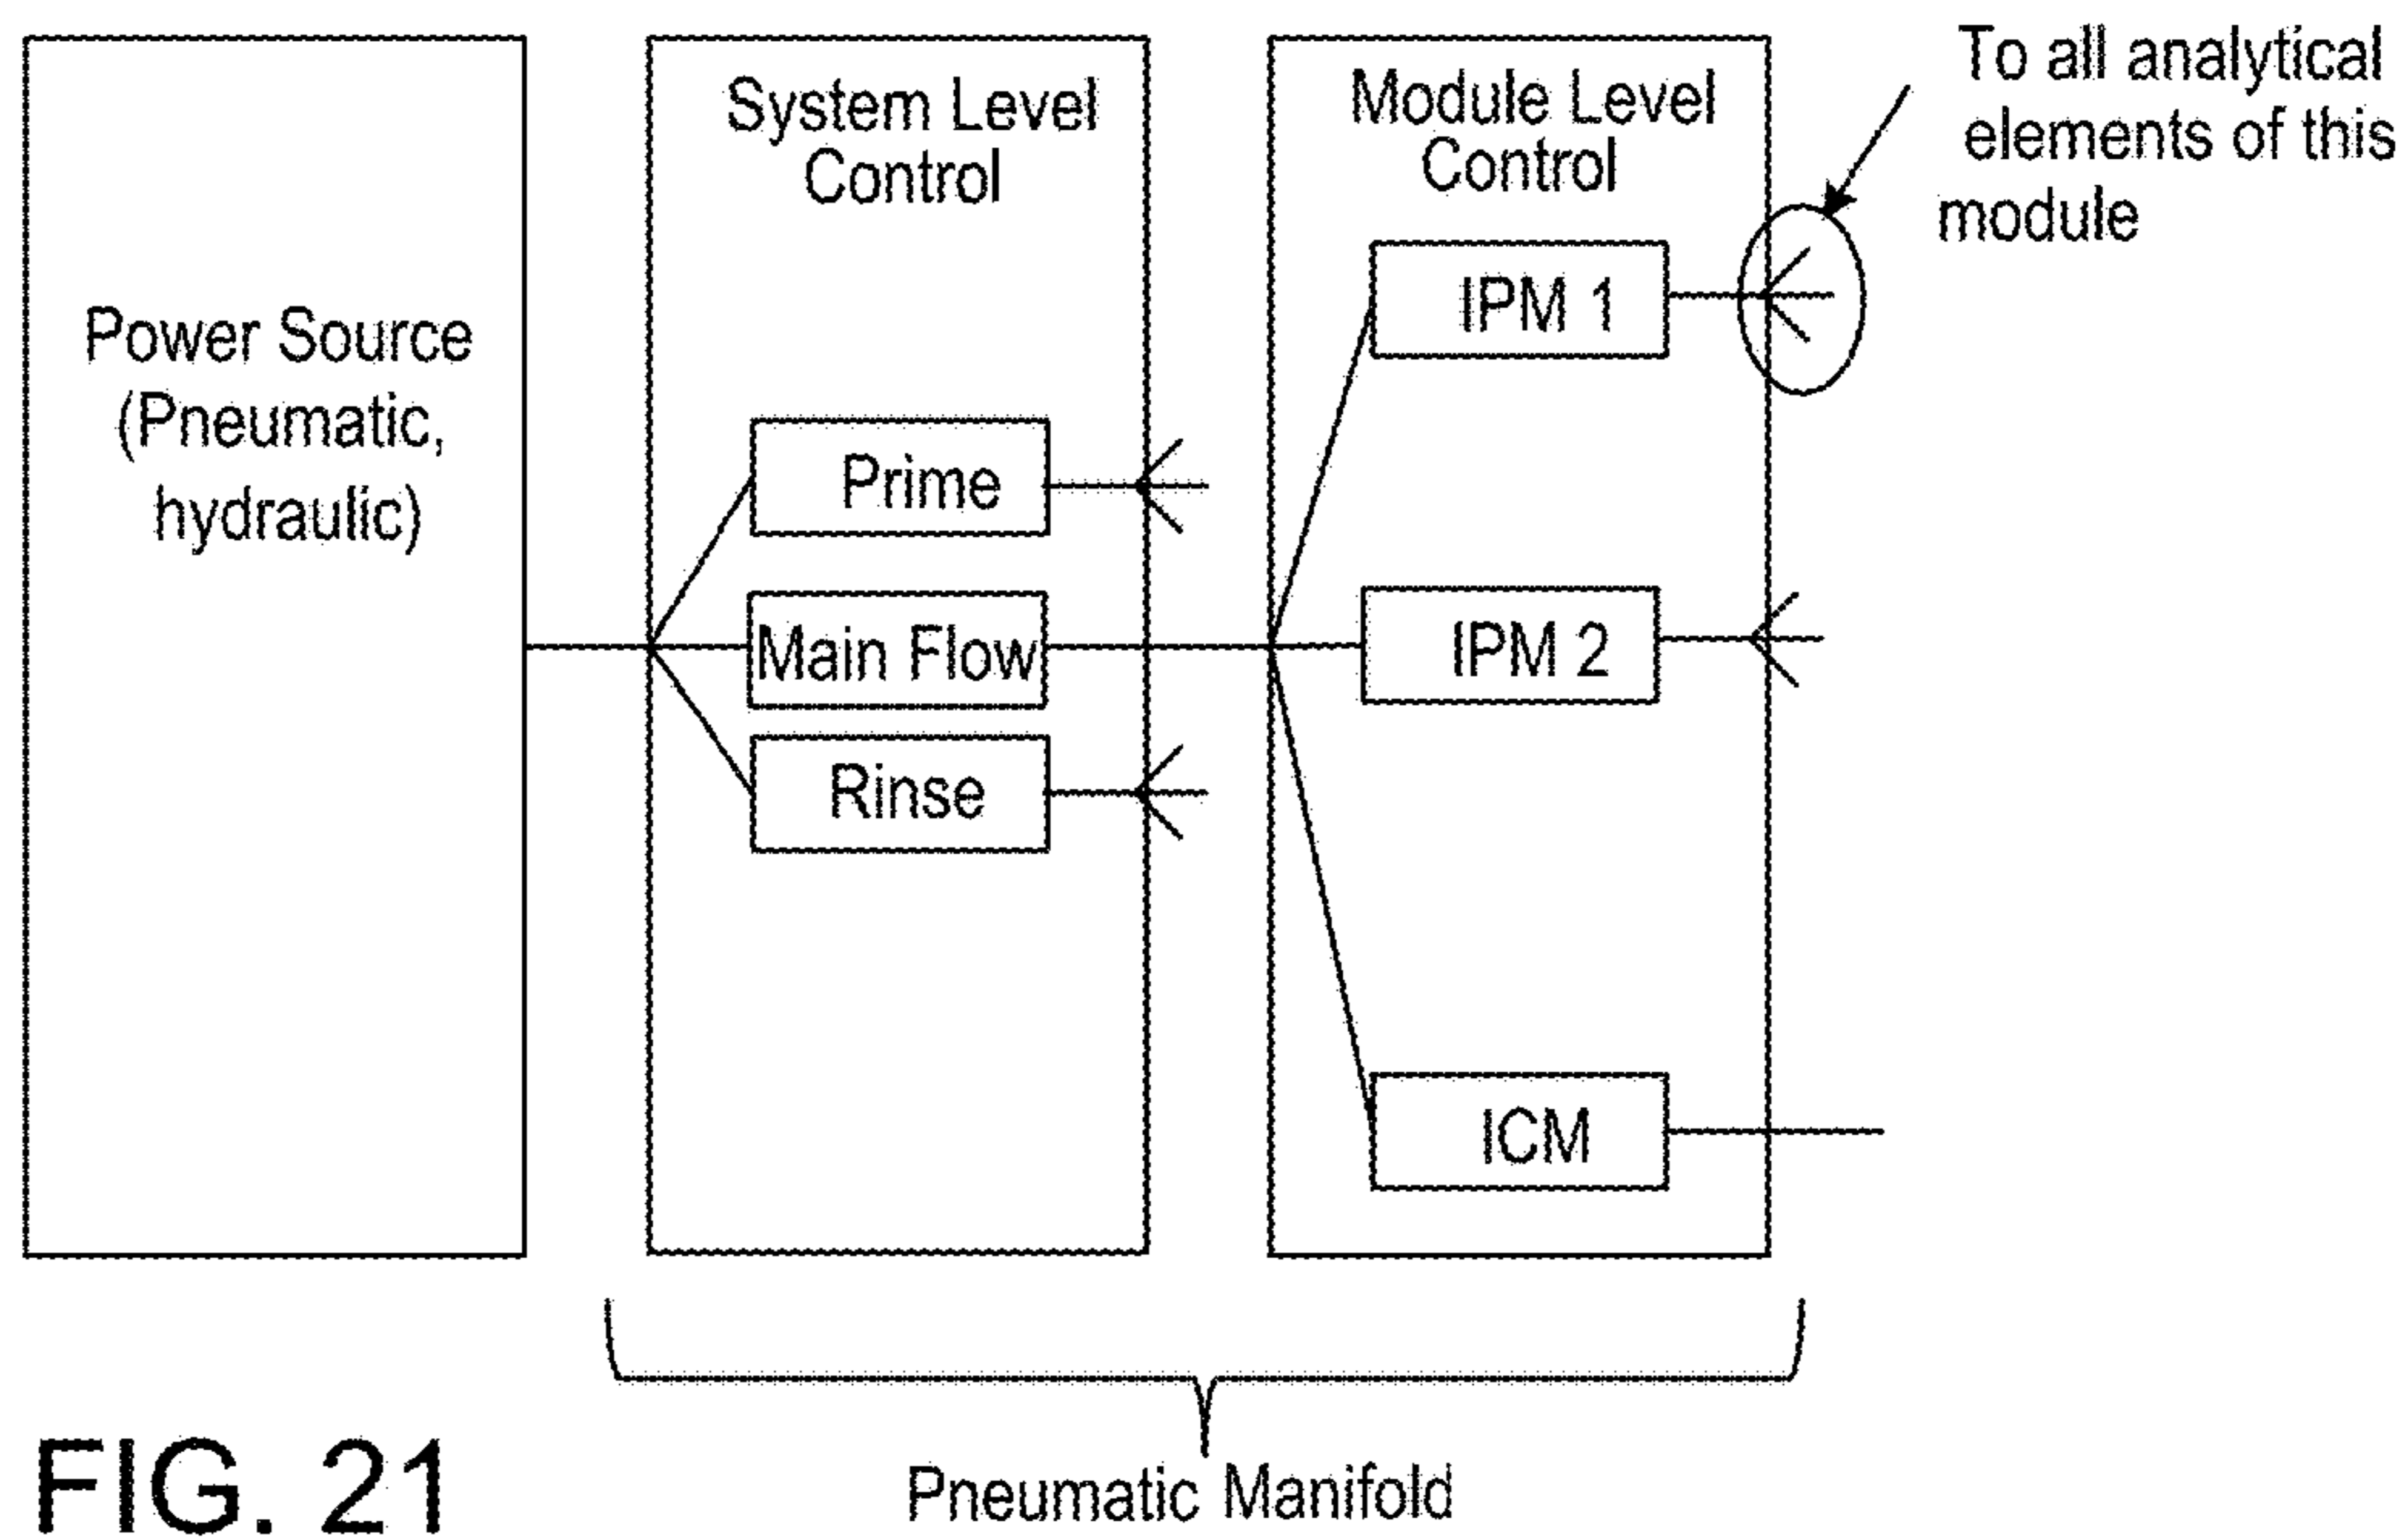 Power Source
(Pneumatic,
hydraulic)
System Level
Control
Prime
Main Flow
Rinse
Module Level
Control
IPM 1
IPM 2
ICM
To all analytical
elements of this
module
Pneumatic Manifold
FIG. 21